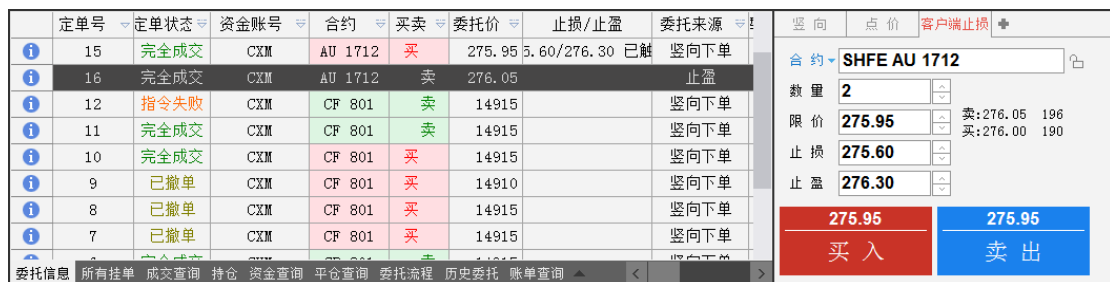 定单号 定单状态 资金账号 合约 买卖 委托价 止损/止盈 委托来源
15 完全成交 CXM AU 1712 买 275.95 5.60/276.30 已触 竖向下单
16 完全成交 CXM AU 1712 卖 276.05 止盈
12 指令失败 CXM CF 801 卖 14915 竖向下单
11 完全成交 CXM CF 801 卖 14915 竖向下单
10 完全成交 CXM CF 801 买 14915 竖向下单
9 已撤单 CXM CF 801 买 14910 竖向下单
8 已撤单 CXM CF 801 买 14915 竖向下单
7 已撤单 CXM CF 801 买 14915 竖向下单
委托信息 所有挂单 成交查询 持仓 资金查询 平仓查询 委托流程 历史委托 账单查询
竖向 点价 客户端止损
合约 SHFE AU 1712
数量 2
限价 275.95
卖:276.05 196
买:276.00 190
止损 275.60
止盈 276.30
275.95 275.95
买入 卖出